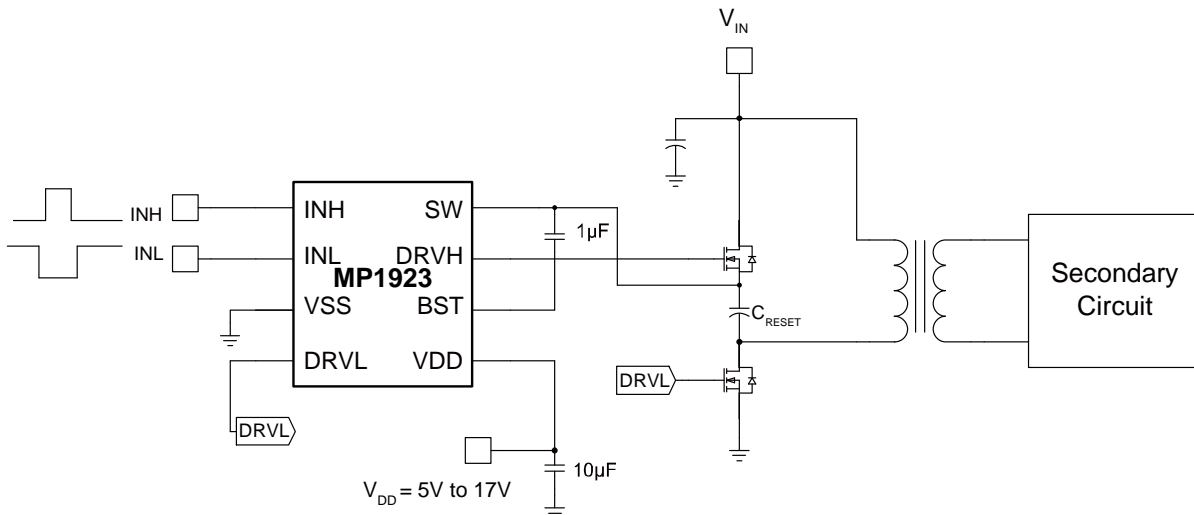 V_IN
INH
INL
INH
SW
INL
DRVH
MP1923
VSS
BST
DRVL
VDD
1µF
C_RESET
DRVL
DRVL
10µF
V_DD = 5V to 17V
Secondary
Circuit